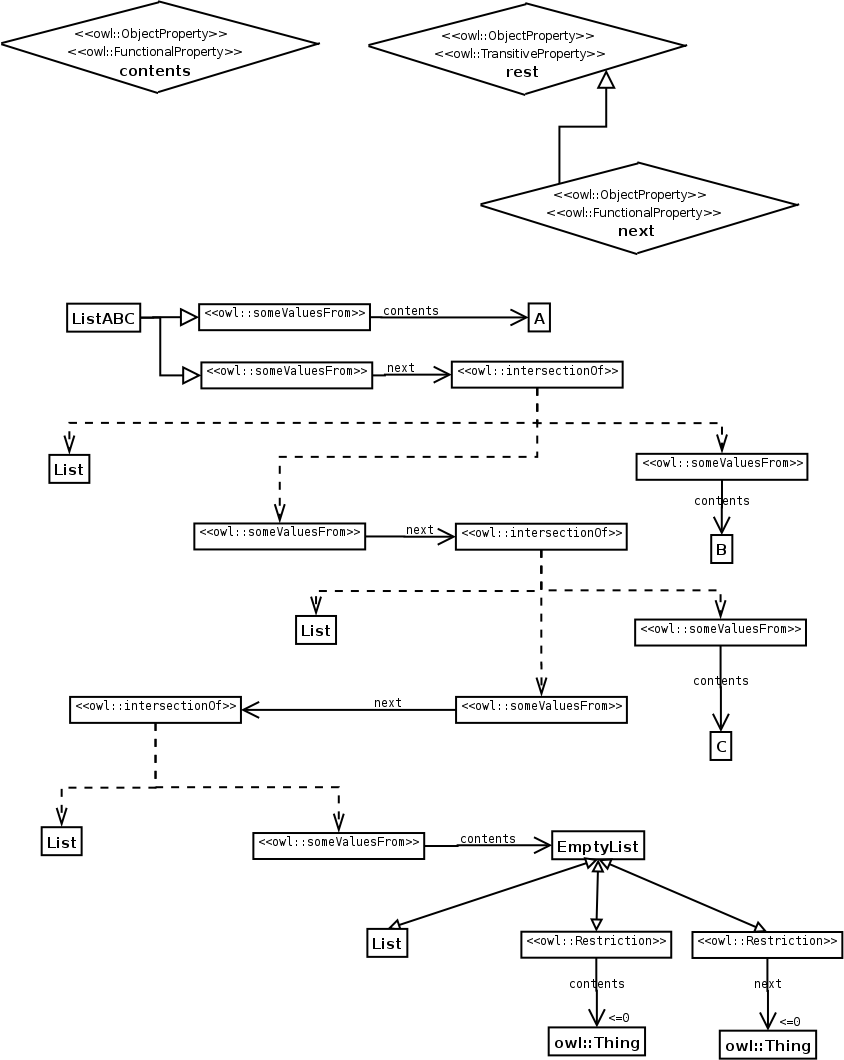 <<owl::ObjectProperty>>
<<owl::FunctionalProperty>>
contents
<<owl::ObjectProperty>>
<<owl::TransitiveProperty>>
rest
<<owl::ObjectProperty>>
<<owl::FunctionalProperty>>
next
ListABC
<<owl::someValuesFrom>>
contents
A
<<owl::someValuesFrom>>
next
<<owl::intersectionOf>>
List
<<owl::someValuesFrom>>
contents
B
<<owl::someValuesFrom>>
next
<<owl::intersectionOf>>
List
<<owl::someValuesFrom>>
contents
C
<<owl::intersectionOf>>
next
<<owl::someValuesFrom>>
List
<<owl::someValuesFrom>>
contents
EmptyList
List
<<owl::Restriction>>
<<owl::Restriction>>
contents
next
<=0
<=0
owl::Thing
owl::Thing